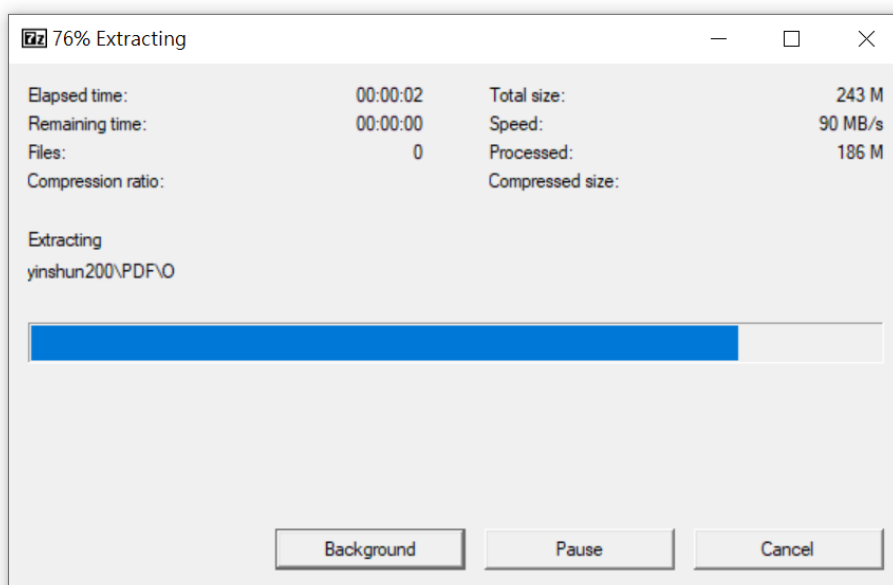 7z 76% Extracting
Elapsed time: 00:00:02 Total size: 243 M
Remaining time: 00:00:00 Speed: 90 MB/s
Files: 0 Processed: 186 M
Compression ratio: Compressed size:
Extracting
yinshun200\PDF\O
Background Pause Cancel